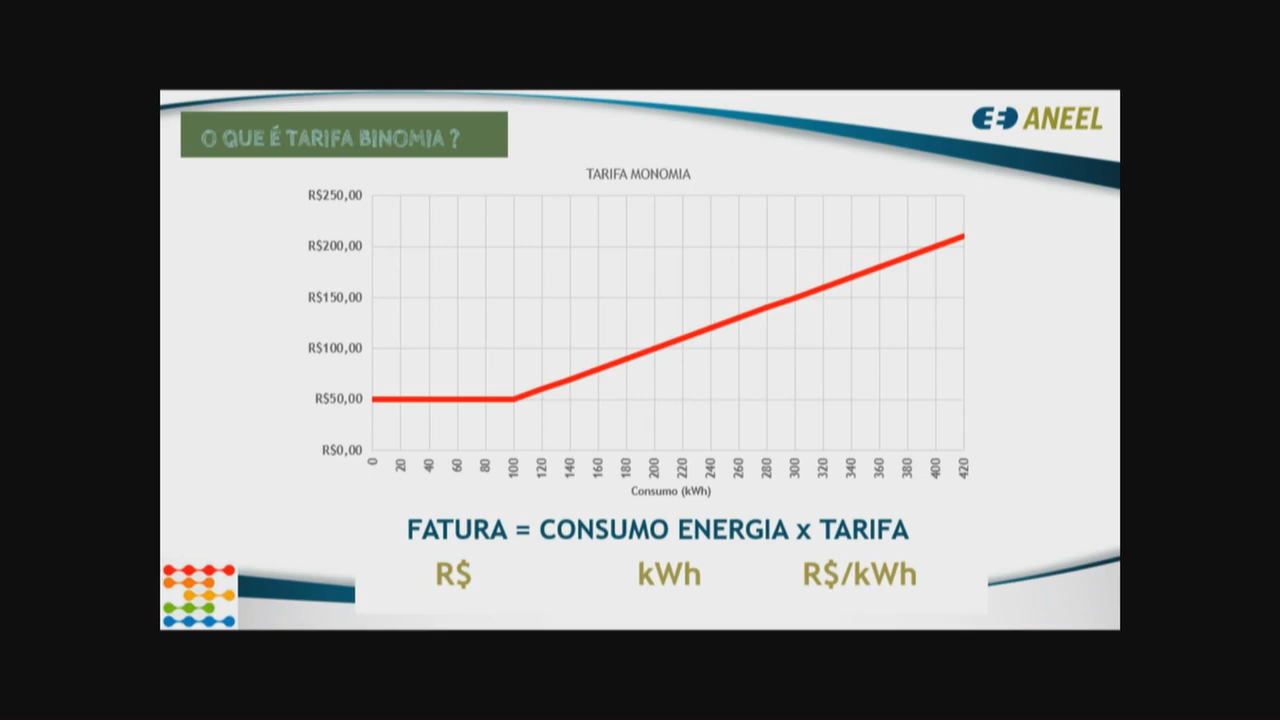 O QUE É TARIFA BINOMIA ?
ANEEL
TARIFA MONOMIA
R$250,00
R$200,00
R$150,00
R$100,00
R$50,00
R$0,00
0 20 40 60 80 100 120 140 160 180 200 220 240 260 280 300 320 340 360 380 400 420
Consumo (kWh)
FATURA = CONSUMO ENERGIA x TARIFA
R$ kWh R$/kWh